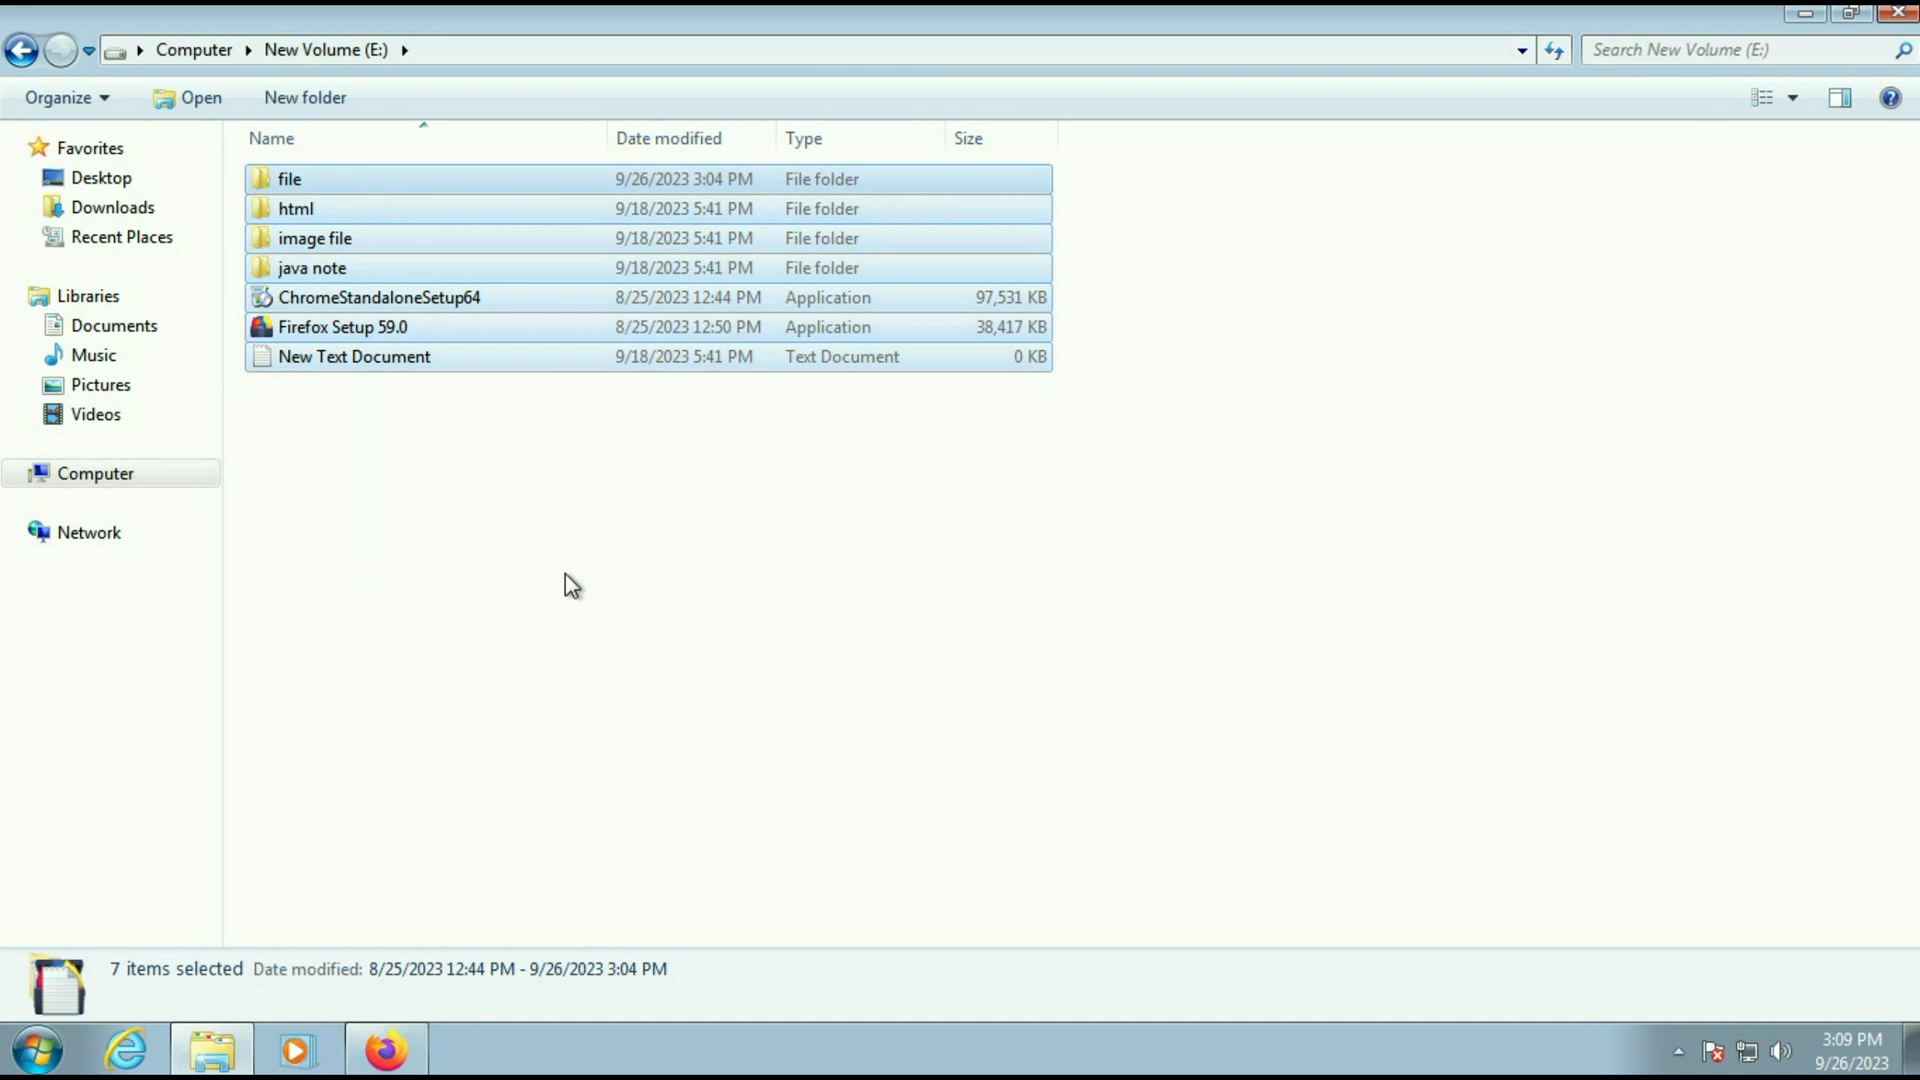 Computer New Volume (E:)
Search New Volume (E:)
Organize Open New folder
Favorites
Desktop
Downloads
Recent Places
Libraries
Documents
Music
Pictures
Videos
Computer
Network
Name Date modified Type Size
file 9/26/2023 3:04 PM File folder
html 9/18/2023 5:41 PM File folder
image file 9/18/2023 5:41 PM File folder
java note 9/18/2023 5:41 PM File folder
ChromeStandaloneSetup64 8/25/2023 12:44 PM Application 97,531 KB
Firefox Setup 59.0 8/25/2023 12:50 PM Application 38,417 KB
New Text Document 9/18/2023 5:41 PM Text Document 0 KB
7 items selected Date modified: 8/25/2023 12:44 PM - 9/26/2023 3:04 PM
3:09 PM
9/26/2023